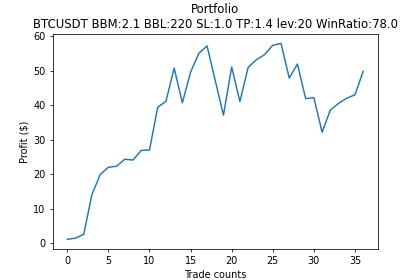 Portfolio
BTCUSDT BBM:2.1 BBL:220 SL:1.0 TP:1.4 lev:20 WinRatio:78.0
60
50
40
30
20
10
0
Profit ($)
0 5 10 15 20 25 30 35
Trade counts